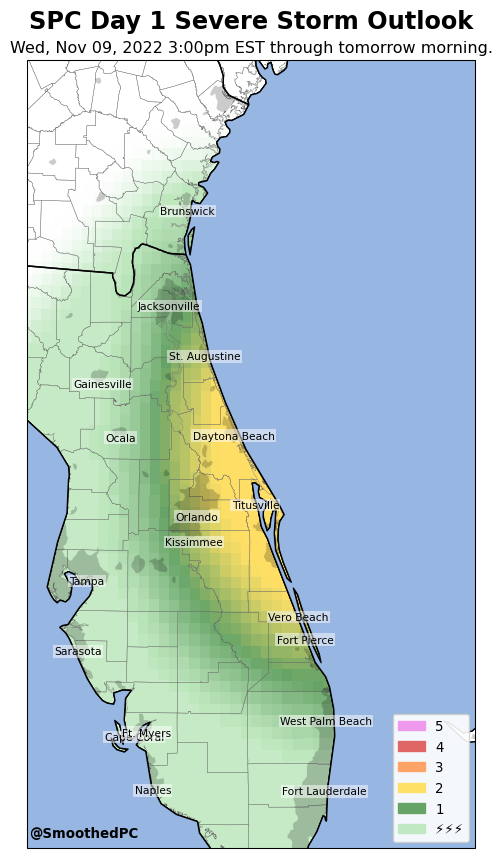 SPC Day 1 Severe Storm Outlook
Wed, Nov 09, 2022 3:00pm EST through tomorrow morning.
Brunswick
Jacksonville
St. Augustine
Gainesville
Ocala
Daytona Beach
Titusville
Orlando
Kissimmee
Tampa
Vero Beach
Fort Pierce
Sarasota
West Palm Beach
Ft. Myers
Cape Coral
Naples
Fort Lauderdale
5
4
3
2
1
⚡⚡⚡
@SmoothedPC